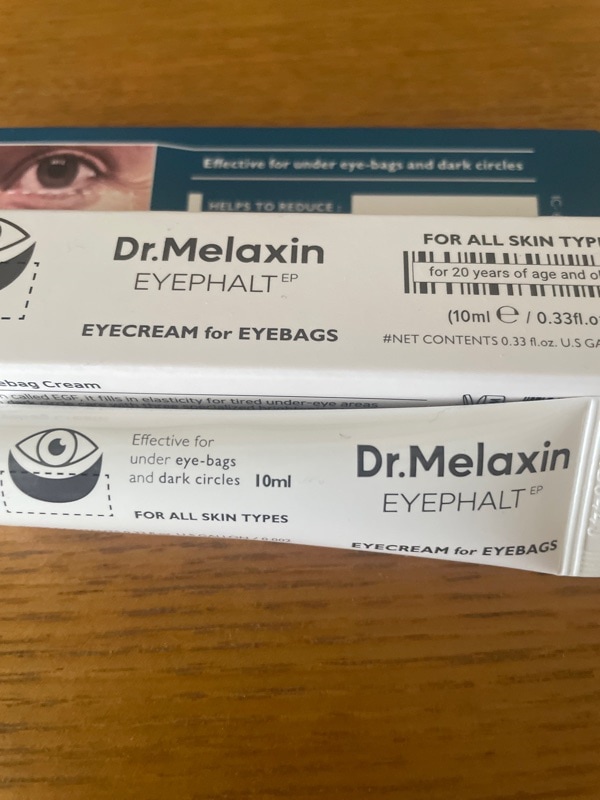 Effective for under eye-bags and dark circles
HELPS TO REDUCE :
Dr.Melaxin
EYEPHALT EP
EYECREAM for EYEBAGS
FOR ALL SKIN
for 20 years of age and
(10ml ℮ / 0.33fl.o
#NET CONTENTS 0.33 fl.oz. U.S
Cream
called EGF, it fills in elasticity for tired under-eye areas
Effective for
under eye-bags
and dark circles 10ml
FOR ALL SKIN TYPES
Dr.Melaxin
EYEPHALT EP
EYECREAM for EYEBAGS